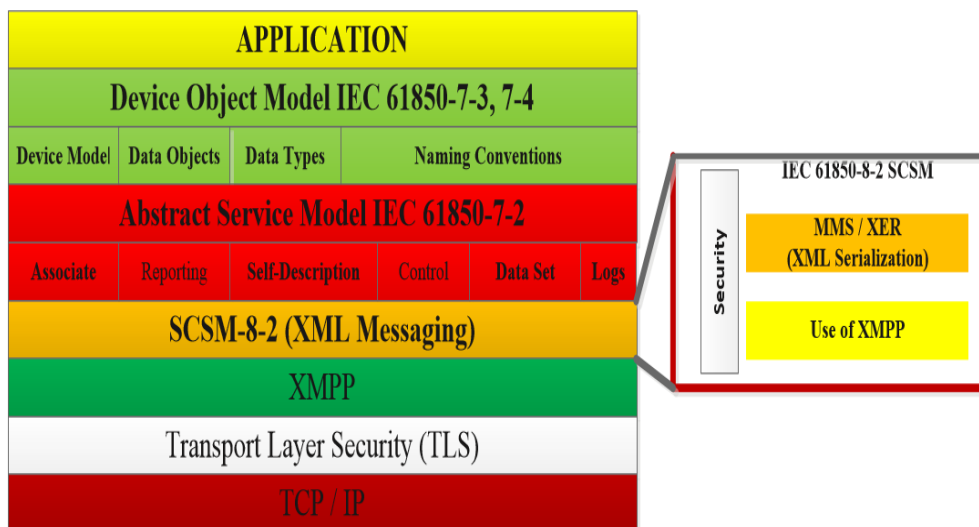 APPLICATION
Device Object Model IEC 61850-7-3, 7-4
Device Model Data Objects Data Types Naming Conventions
Abstract Service Model IEC 61850-7-2
Associate Reporting Self-Description Control Data Set Logs
SCSM-8-2 (XML Messaging)
XMPP
Transport Layer Security (TLS)
TCP / IP
IEC 61850-8-2 SCSM
Security
MMS / XER
(XML Serialization)
Use of XMPP